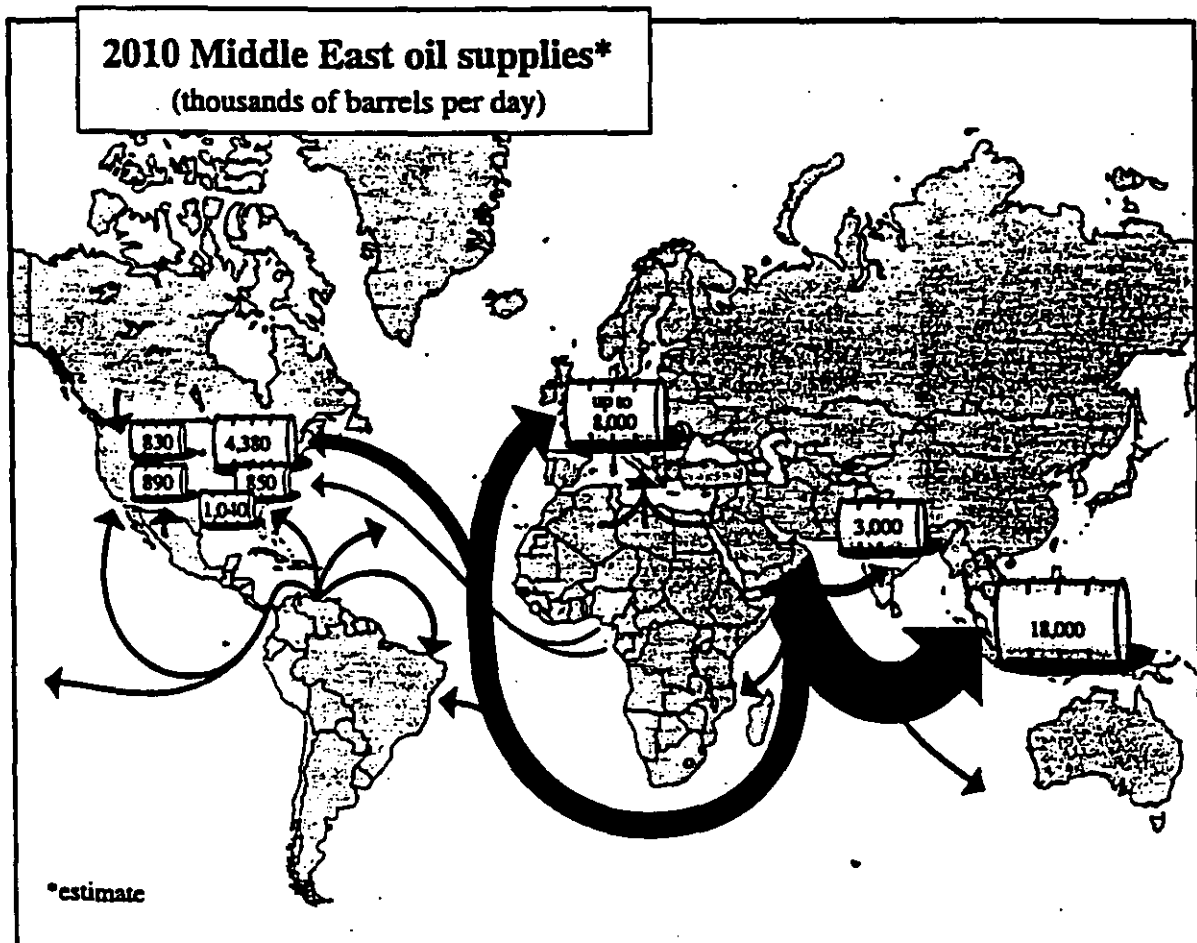 2010 Middle East oil supplies*
(thousands of barrels per day)
up to
8,000
830
4,380
890
850
1,040
3,000
18,000
*estimate